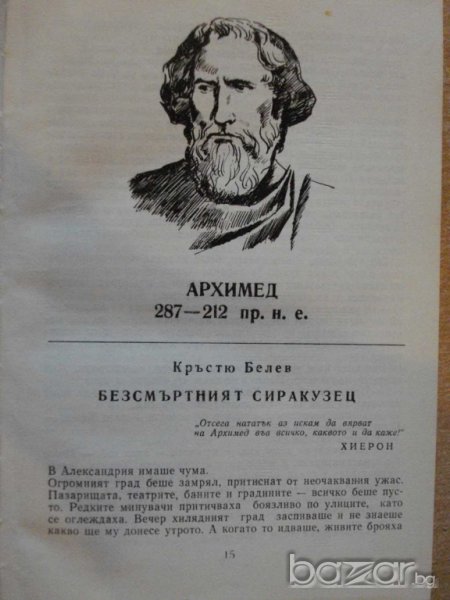 АРХИМЕД
287—212 пр. н. е.
Кръстю Белев
БЕЗСМЪРТНИЯТ СИРАКУЗЕЦ
„Отсега нататък аз искам да вярват
на Архимед във всичко, каквото и да каже!"
ХИЕРОН
В Александрия имаше чума.
Огромният град беше замрял, притиснат от неочаквания ужас.
Пазарищата, театрите, баните и градините — всичко беше пус-
то. Редките минувачи притичваха боязливо по улиците, като
се оглеждаха. Вечер хилядният град заспиваше и не знаеше
какво ще му донесе утрото. А когато то идваше, живите брояха
15
bazar.bg